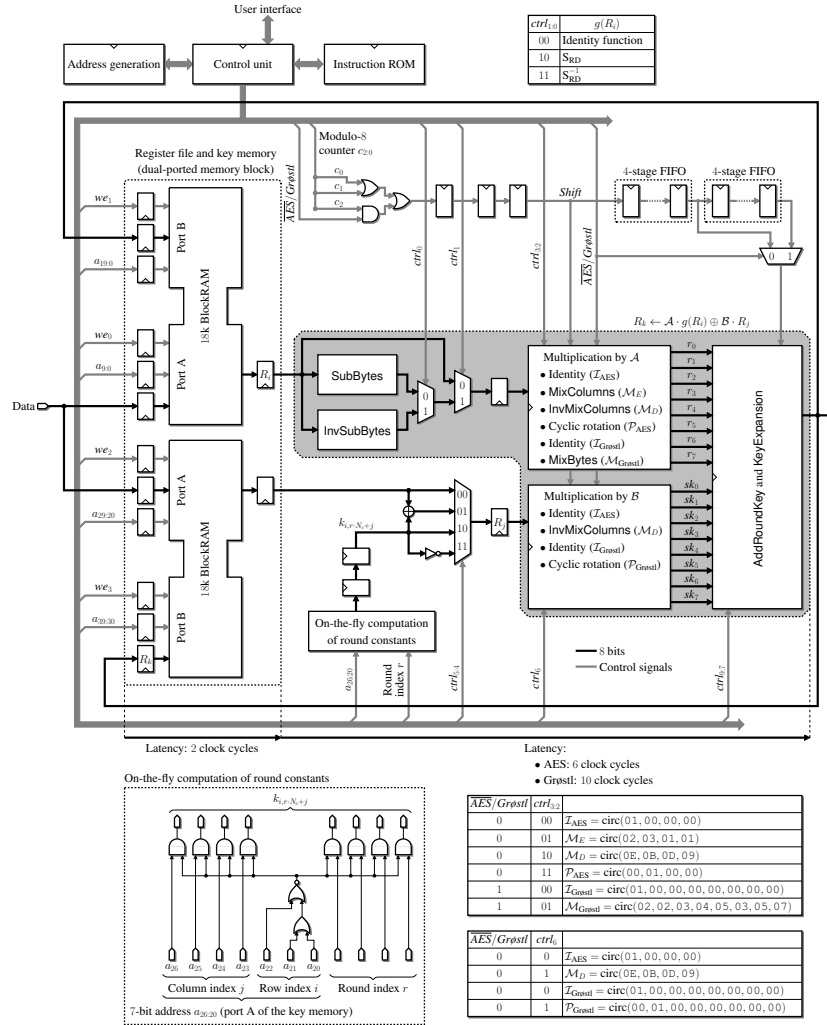 User interface
Address generation
Control unit
Instruction ROM
ctrl1:0 g(Ri)
00 Identity function
10 SRD
11 SRD−1
Register file and key memory
(dual-ported memory block)
Modulo-8
counter c2:0
c0
c1
c2
AES/Grøstl
ctrl0
ctrl1
Shift
ctrl3:2
AES/Grøstl
4-stage FIFO
4-stage FIFO
0 1
we1
a19:0
Port B
18k BlockRAM
we0
a9:0
Port A
Ri
Data
we2
a29:20
Port A
18k BlockRAM
we3
a39:30
Port B
Rk
Rk ← A · g(Ri) ⊕ B · Rj
SubBytes
InvSubBytes
0
1
0
1
Multiplication by A
● Identity (IAES)
● MixColumns (ME)
● InvMixColumns (MD)
● Cyclic rotation (PAES)
● Identity (IGrøstl)
● MixBytes (MGrøstl)
r0
r1
r2
r3
r4
r5
r6
r7
Multiplication by B
● Identity (IAES)
● InvMixColumns (MD)
● Identity (IGrøstl)
● Cyclic rotation (PGrøstl)
sk0
sk1
sk2
sk3
sk4
sk5
sk6
sk7
AddRoundKey and KeyExpansion
00
01
10
11
Rj
ki,r·Nc+j
On-the-fly computation
of round constants
a26:20
Round
index r
ctrl5:4
ctrl6
ctrl9:7
8 bits
Control signals
Latency: 2 clock cycles
Latency:
● AES: 6 clock cycles
● Grøstl: 10 clock cycles
On-the-fly computation of round constants
ki,r·Nc+j
a26 a25 a24 a23 a22 a21 a20
Column index j Row index i Round index r
7-bit address a26:20 (port A of the key memory)
AES/Grøstl ctrl3:2
0 00 IAES = circ(01, 00, 00, 00)
0 01 ME = circ(02, 03, 01, 01)
0 10 MD = circ(0E, 0B, 0D, 09)
0 11 PAES = circ(00, 01, 00, 00)
1 00 IGrøstl = circ(01, 00, 00, 00, 00, 00, 00, 00)
1 01 MGrøstl = circ(02, 02, 03, 04, 05, 03, 05, 07)
AES/Grøstl ctrl6
0 0 IAES = circ(01, 00, 00, 00)
0 1 MD = circ(0E, 0B, 0D, 09)
0 0 IGrøstl = circ(01, 00, 00, 00, 00, 00, 00, 00)
0 1 PGrøstl = circ(00, 01, 00, 00, 00, 00, 00, 00)